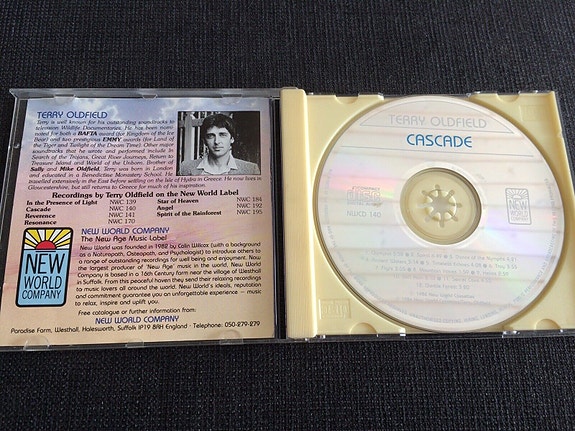 TERRY OLDFIELD
Terry is well known for his outstanding soundtracks to
television Wildlife Documentaries. He has been nomi-
nated for both a BAFTA award (for Kingdom of the Ice
Bear) and two prestigious EMMY awards (for Land of
the Tiger and Twilight of the Dream Time). Other major
soundtracks that he wrote and performed include In
Search of the Trojans, Great River Journeys, Return to
Treasure Island and World of the Unborn. Brother of
Sally and Mike Oldfield, Terry was born in London
and educated in a Benedictine Monastery School. He
travelled extensively in the East before settling on the Isle of Hydra in Greece. He now lives in
Gloucestershire, but still returns to Greece for much of his inspiration.
Recordings by Terry Oldfield on the New World Label
In the Presence of Light NWC 139 Star of Heaven NWC 184
Cascade NWC 140 Angel NWC 192
Reverence NWC 141 Spirit of the Rainforest NWC 195
Resonance NWC 170
NEW WORLD COMPANY
The New Age Music Label
New World was founded in 1982 by Colin Willcox (with a background
as a Naturopath, Osteopath, and Psychologist) to introduce others to
a range of outstanding recordings for well being and enjoyment. Now
the largest producer of 'New Age' music in the world, New World
Company is based in a 16th Century farm near the village of Westhall
in Suffolk. From this peaceful haven they send their relaxing recordings
to music lovers all around the world. New World's ideals, reputation
and commitment guarantee you an unforgettable experience – music
to relax, inspire and uplift you.
Free catalogue or further information from:
NEW WORLD COMPANY
Paradise Farm, Westhall, Halesworth, Suffolk IP19 8AH England · Telephone: 050-279-279
NEW
WORLD
COMPANY
TERRY OLDFIELD
CASCADE
NWCD 140
NEW
WORLD
COMPANY